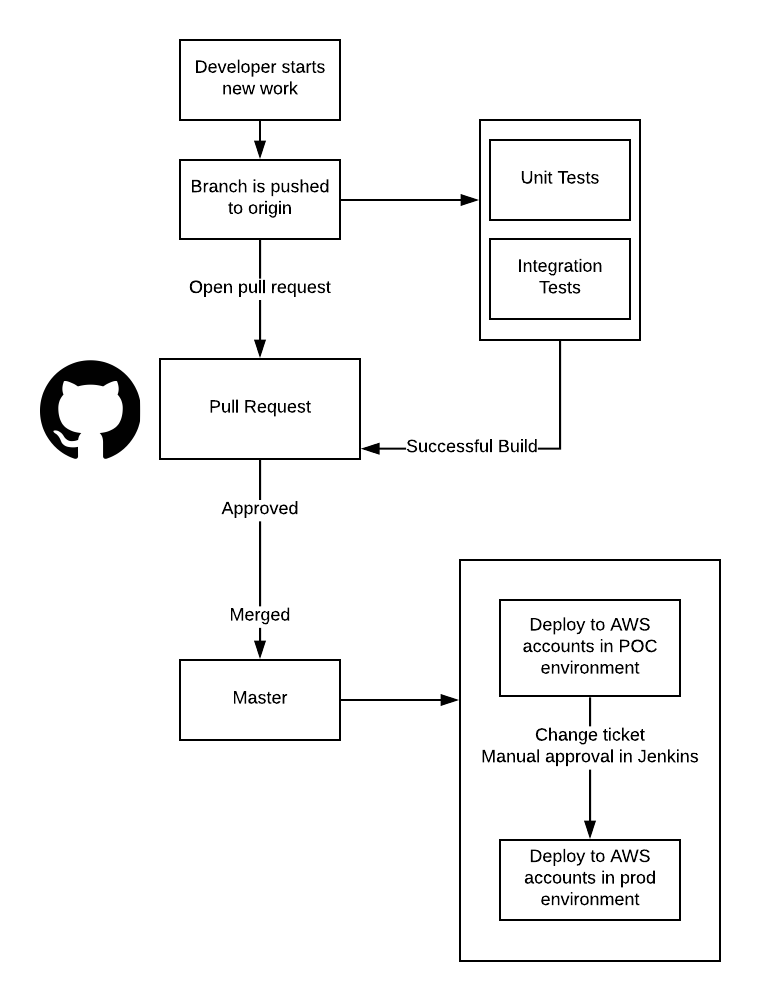 Developer starts
new work
Branch is pushed
to origin
Unit Tests
Integration
Tests
Open pull request
Pull Request
Successful Build
Approved
Merged
Master
Deploy to AWS
accounts in POC
environment
Change ticket
Manual approval in Jenkins
Deploy to AWS
accounts in prod
environment